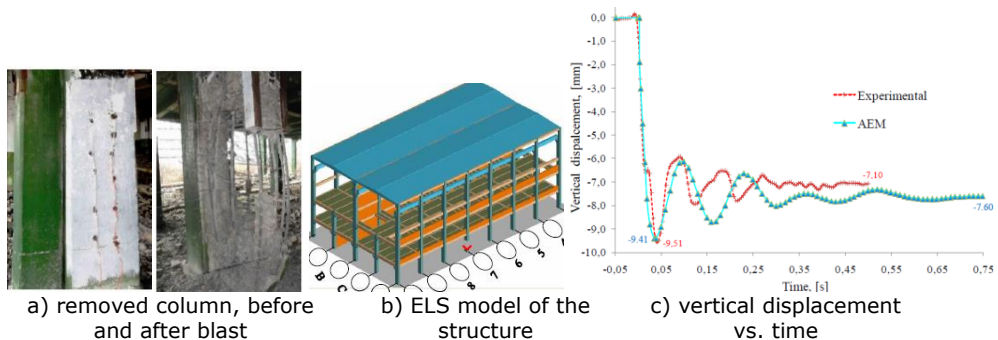 0,0
-1,0
-2,0
-3,0
-4,0
-5,0
-6,0
-7,0
-8,0
-9,0
-10,0
Vertical dispalcement, [mm]
Experimental
AEM
-7,10
-7.60
-9.41
-9,51
-0,05 0,05 0,15 0,25 0,35 0,45 0,55 0,65 0,75
Time, [s]
B
C
8
7
6
5
a) removed column, before
and after blast
b) ELS model of the
structure
c) vertical displacement
vs. time